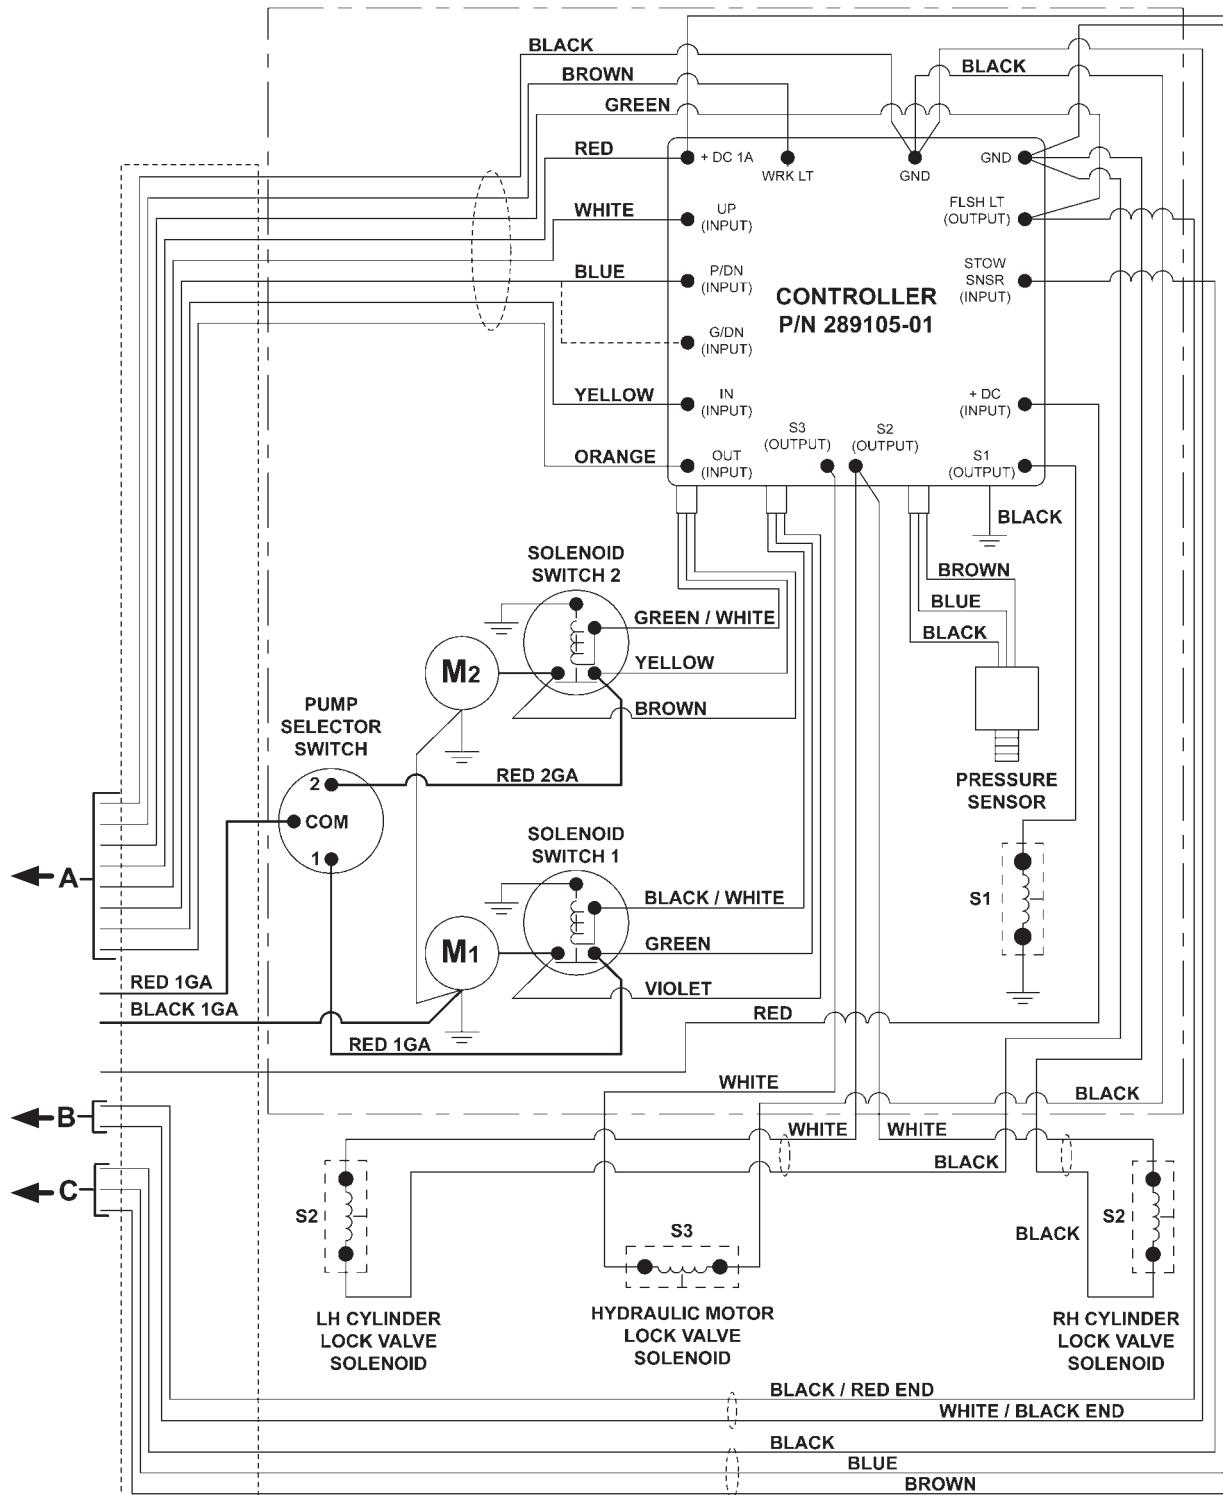 BLACK
BROWN
BLACK
GREEN
RED
+ DC 1A
WRK LT
GND
GND
WHITE
UP
(INPUT)
FLSH LT
(OUTPUT)
BLUE
P/DN
(INPUT)
STOW
SNSR
(INPUT)
CONTROLLER
P/N 289105-01
G/DN
(INPUT)
YELLOW
IN
(INPUT)
+ DC
(INPUT)
S3
(OUTPUT)
S2
(OUTPUT)
ORANGE
OUT
(INPUT)
S1
(OUTPUT)
BLACK
SOLENOID
SWITCH 2
BROWN
BLUE
BLACK
GREEN / WHITE
M2
YELLOW
BROWN
PUMP
SELECTOR
SWITCH
RED 2GA
PRESSURE
SENSOR
2
COM
1
SOLENOID
SWITCH 1
A
BLACK / WHITE
S1
M1
GREEN
RED 1GA
VIOLET
BLACK 1GA
RED
RED 1GA
WHITE
BLACK
B
WHITE
WHITE
BLACK
C
S2
S3
BLACK
S2
LH CYLINDER
LOCK VALVE
SOLENOID
HYDRAULIC MOTOR
LOCK VALVE
SOLENOID
RH CYLINDER
LOCK VALVE
SOLENOID
BLACK / RED END
WHITE / BLACK END
BLACK
BLUE
BROWN